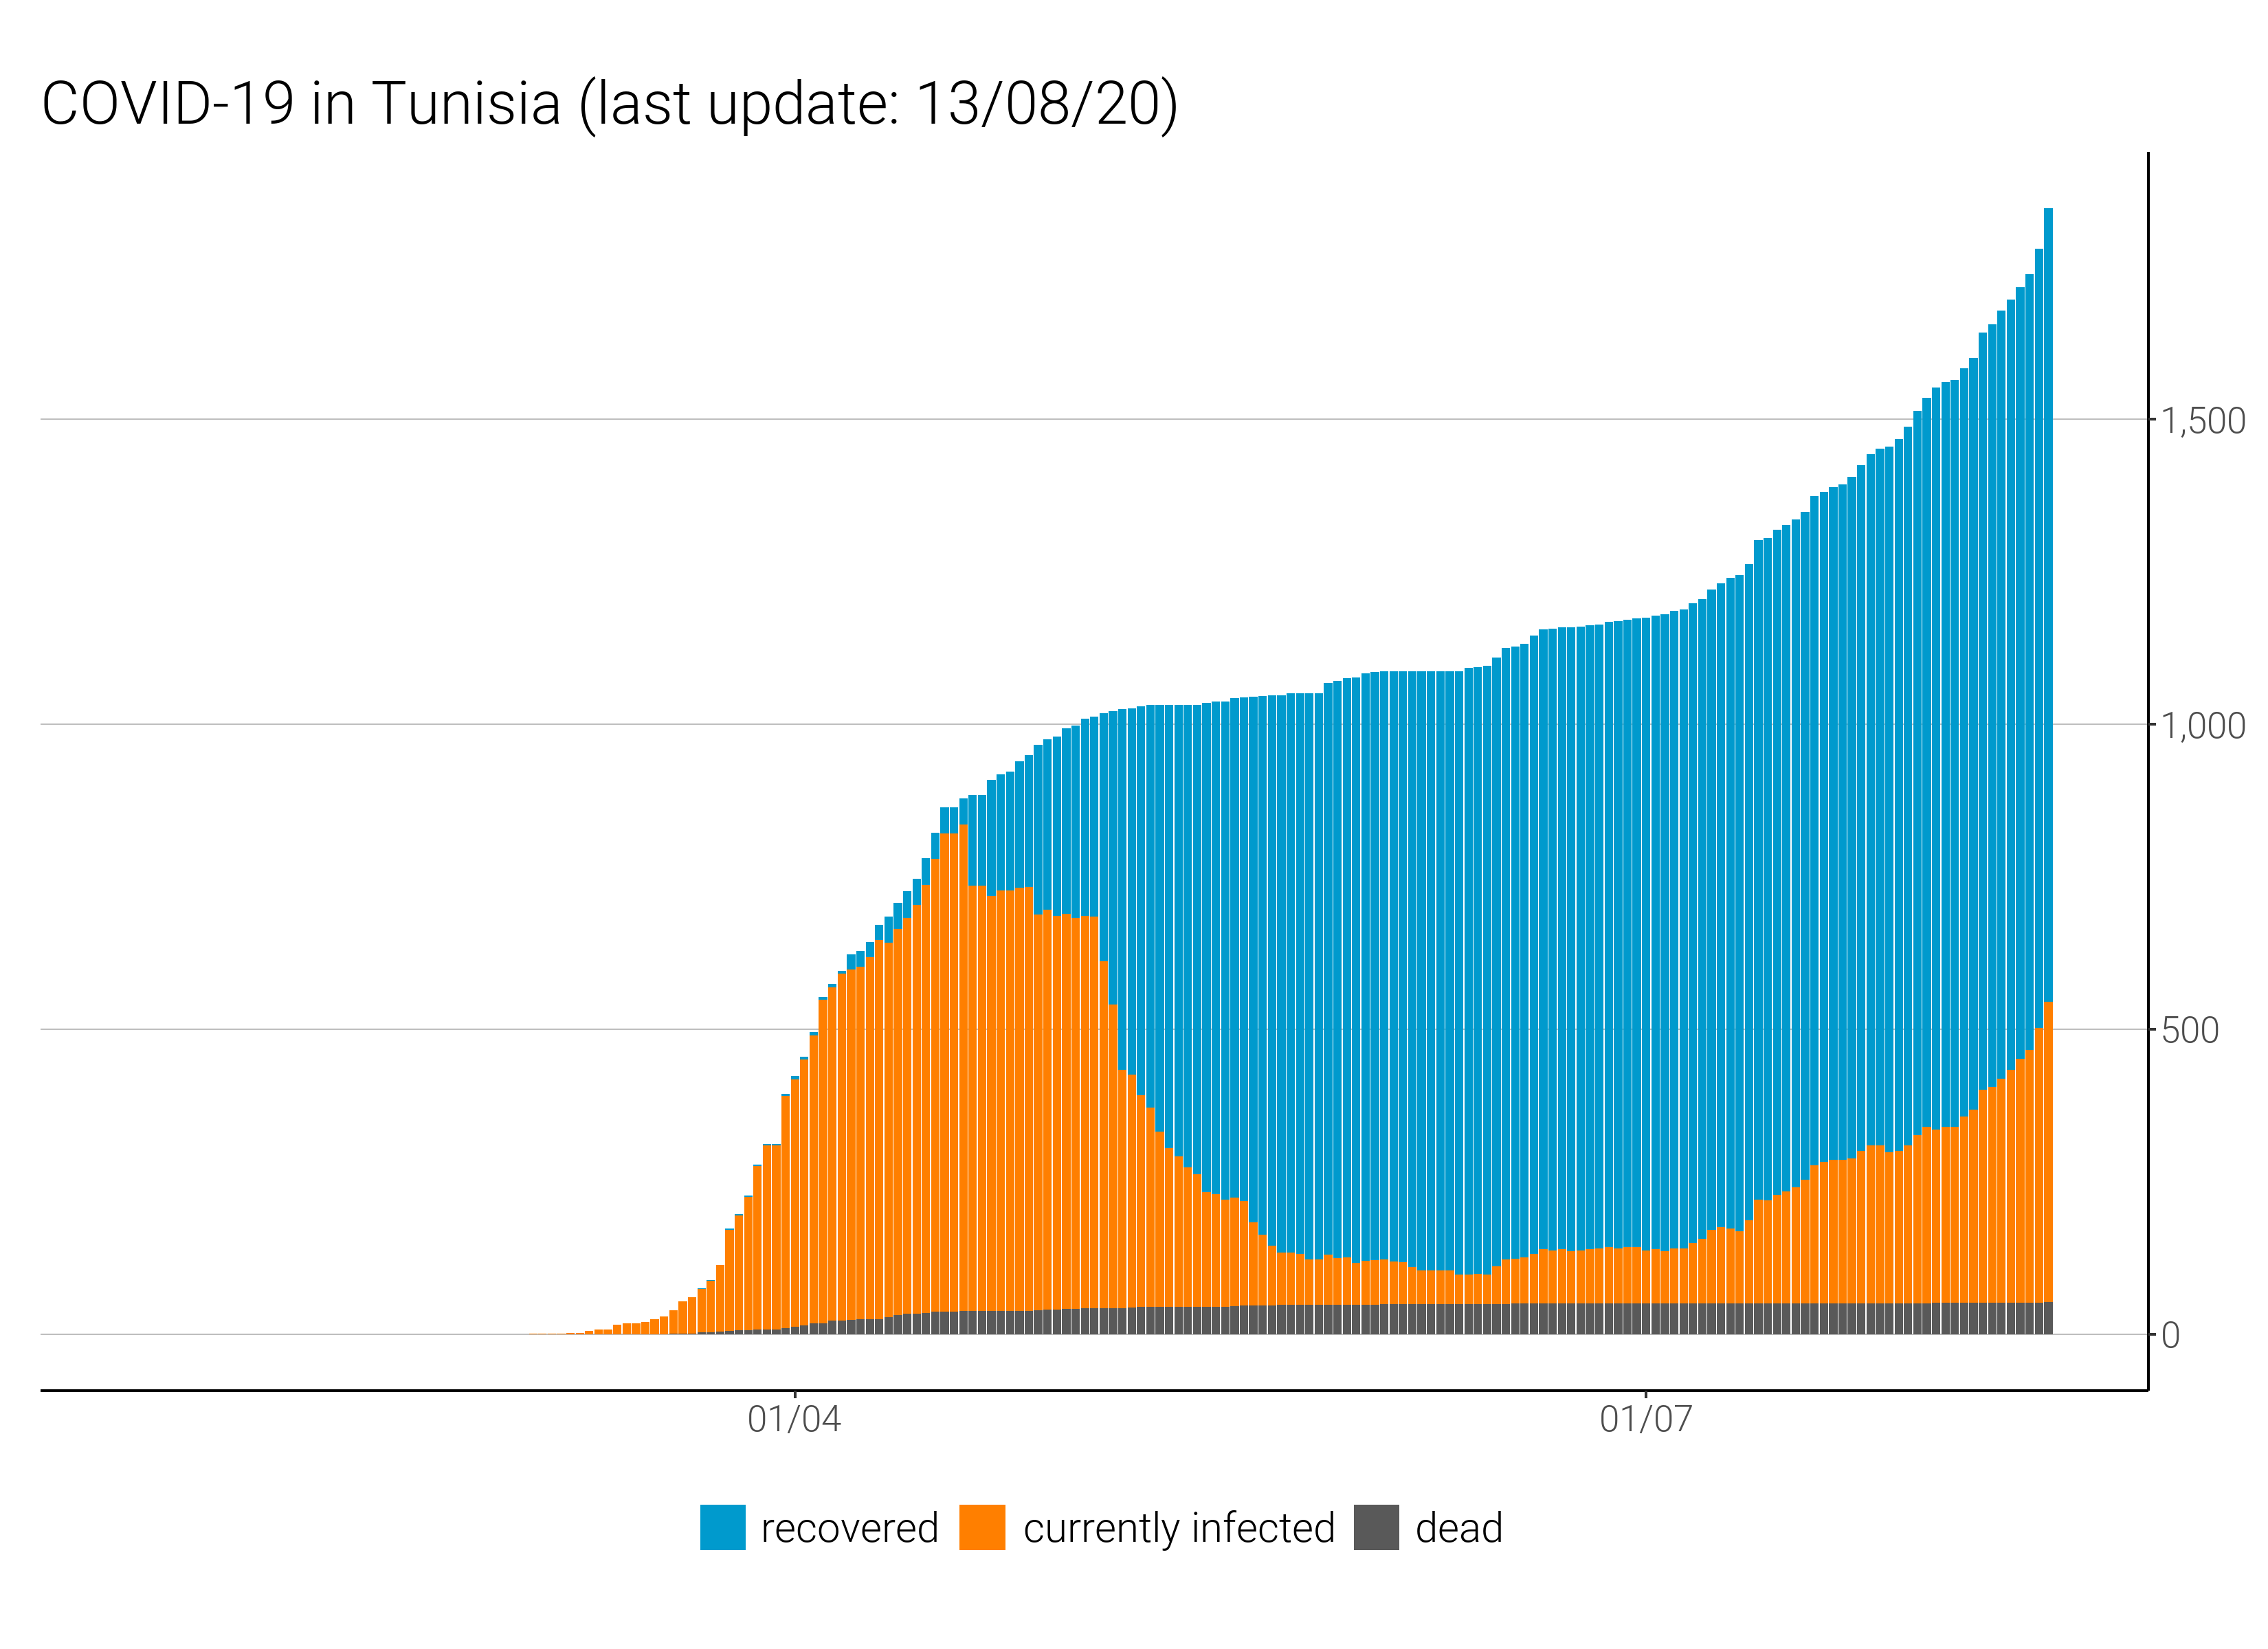 COVID-19 in Tunisia (last update: 13/08/20)
1,500
1,000
500
0
01/04 01/07
recovered currently infected dead